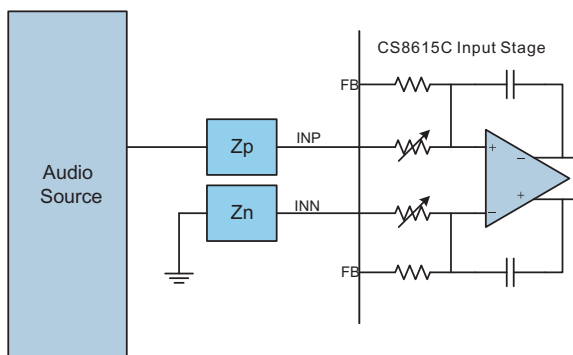 CS8615C Input Stage
FB
Zp
INP
+
−
Audio
Source
Zn
INN
−
+
FB